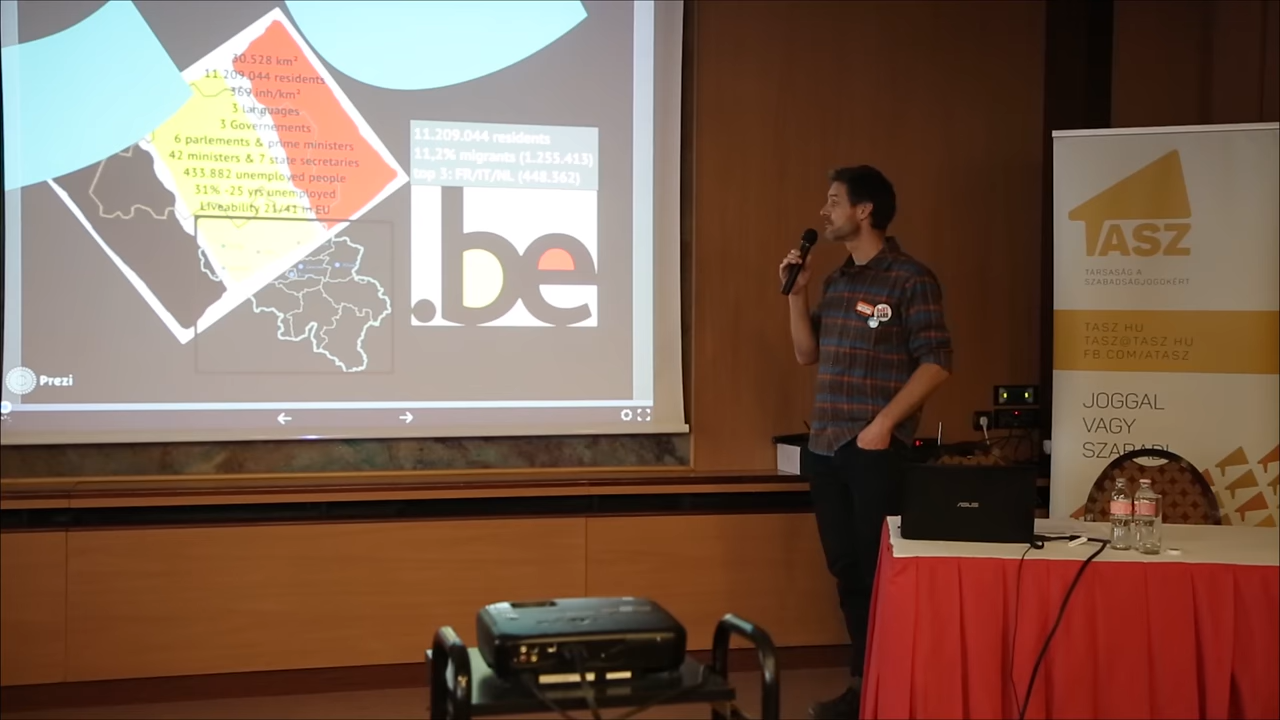 30.528 km²
11.209.044 residents
369 inh/km²
3 languages
3 Governements
6 parlements & prime ministers
42 ministers & 7 state secretaries
433.882 unemployed people
31% -25 yrs unemployed
Liveability 21/41 in EU
11.209.044 residents
11,2% migrants (1.255.413)
top 3: FR/IT/NL (448.362)
.be
Prezi
TASZ
TÁRSASÁG A
SZABADSÁGJOGOKÉRT
TASZ.HU
TASZ@TASZ.HU
FB.COM/ATASZ
JOGGAL
VAGY
SZABAD!
ASUS